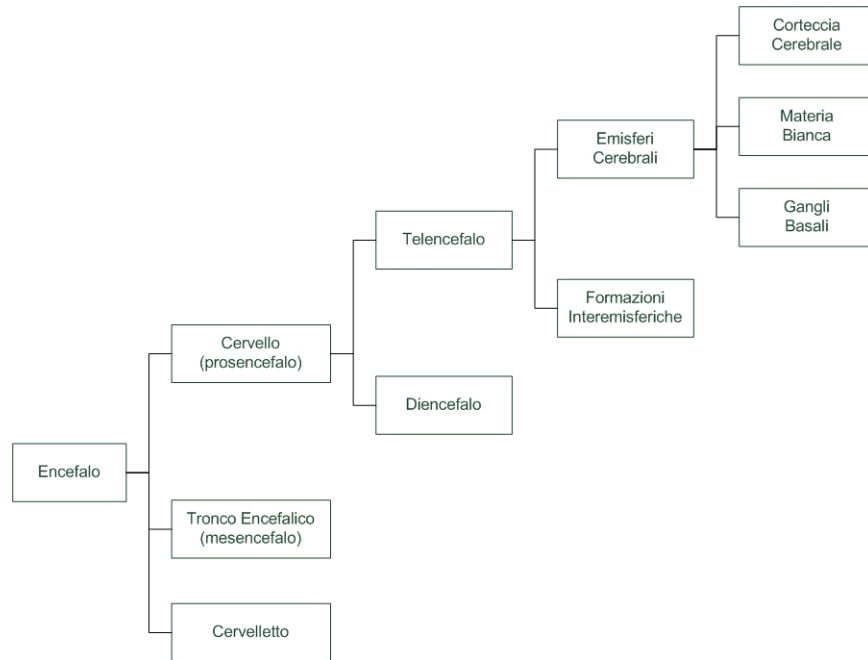 Corteccia
Cerebrale
Materia
Bianca
Emisferi
Cerebrali
Gangli
Basali
Telencefalo
Formazioni
Interemisferiche
Cervello
(prosencefalo)
Diencefalo
Encefalo
Tronco Encefalico
(mesencefalo)
Cervelletto